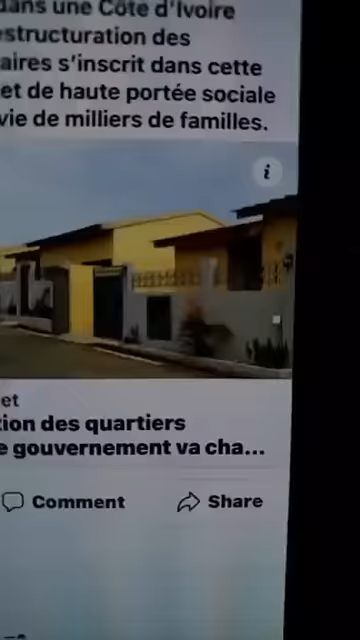 dans une Côte d'Ivoire
estructuration des
aires s'inscrit dans cette
et de haute portée sociale
vie de milliers de familles.
i
et
tion des quartiers
e gouvernement va cha...
Comment
Share